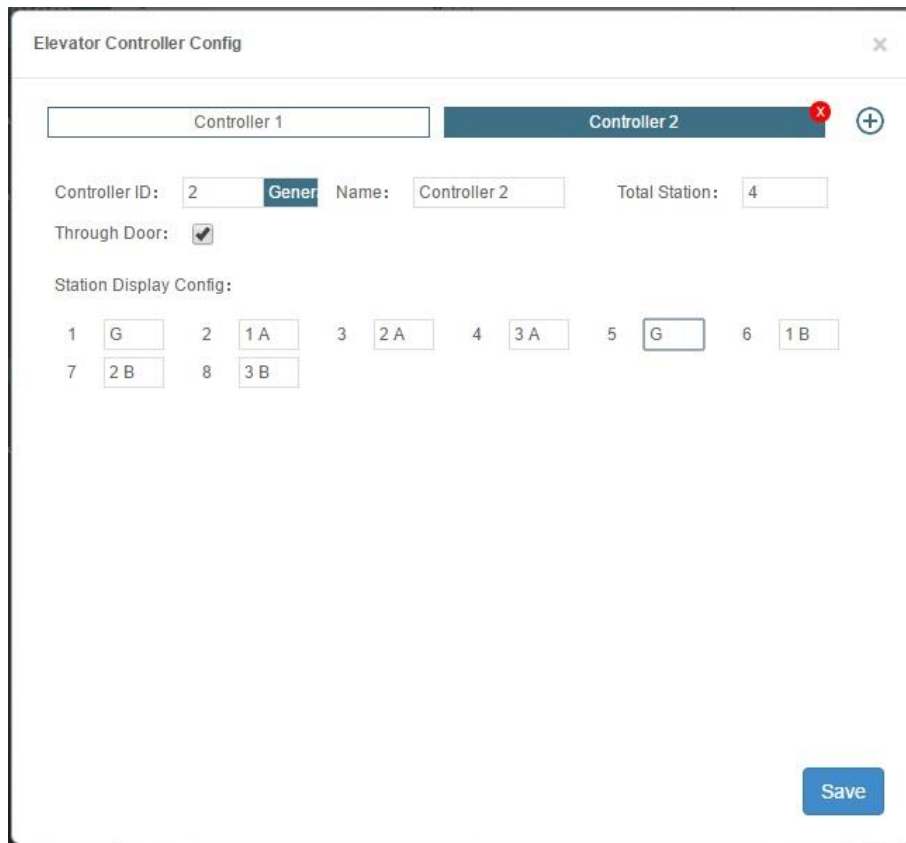 Elevator Controller Config ×
Controller 1 Controller 2 X
Controller ID: 2 Gener Name: Controller 2 Total Station: 4
Through Door:
Station Display Config:
1 G 2 1 A 3 2 A 4 3 A 5 G 6 1 B
7 2 B 8 3 B
Save